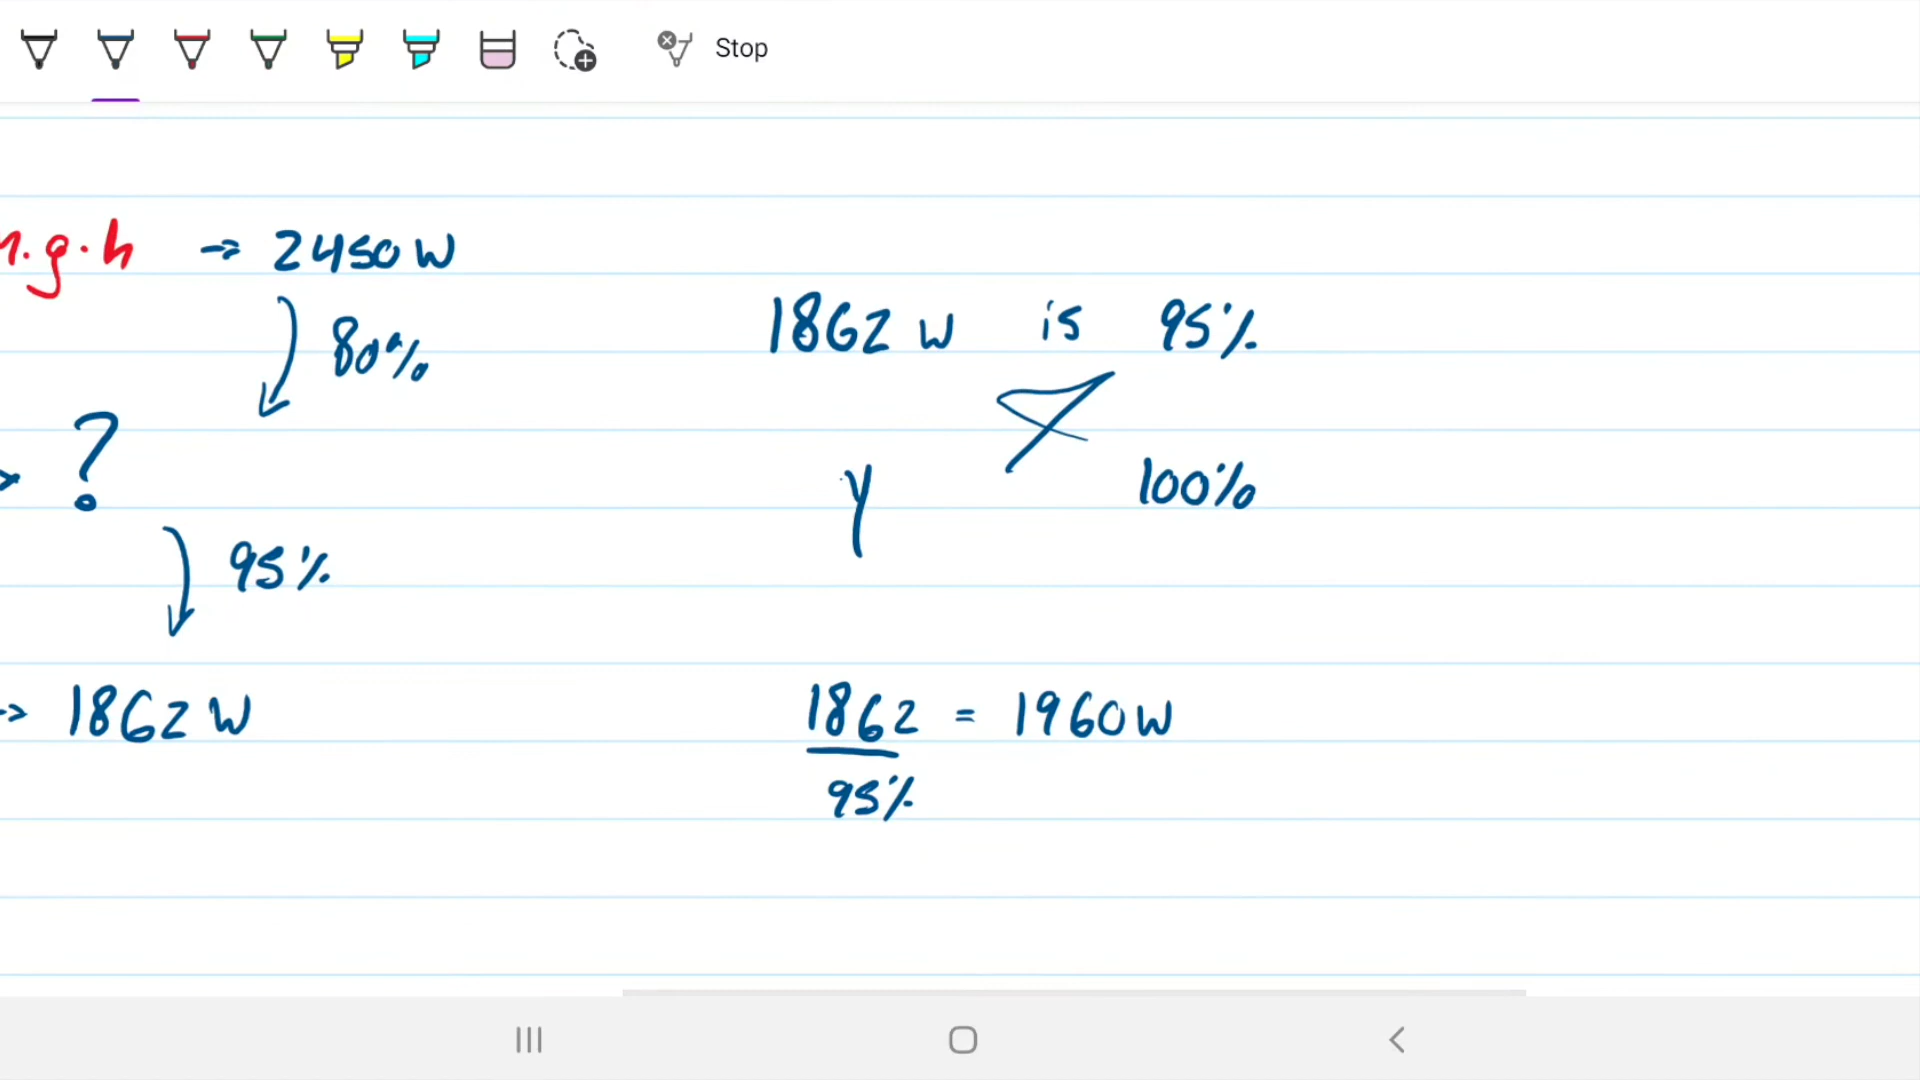 Stop
.g.h → 2450 W
80%
1862 W is 95%
?
y 100%
95%
→ 1862 W
1862 = 1960 W
95%